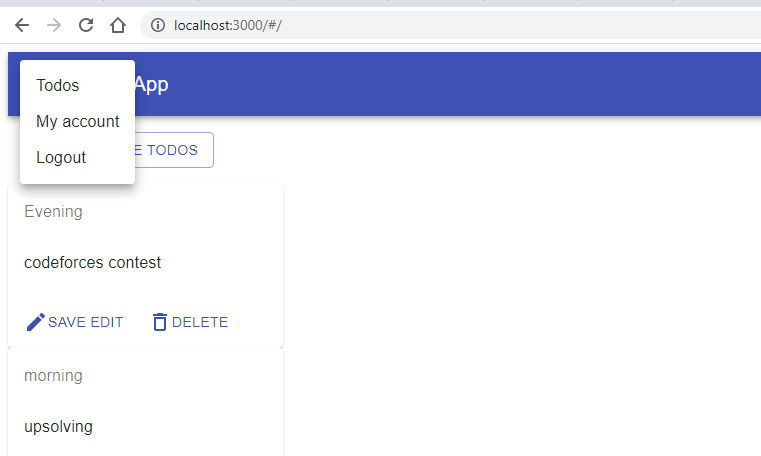 localhost:3000/#/
Todos
App
My account
E TODOS
Logout
Evening
codeforces contest
SAVE EDIT DELETE
morning
upsolving